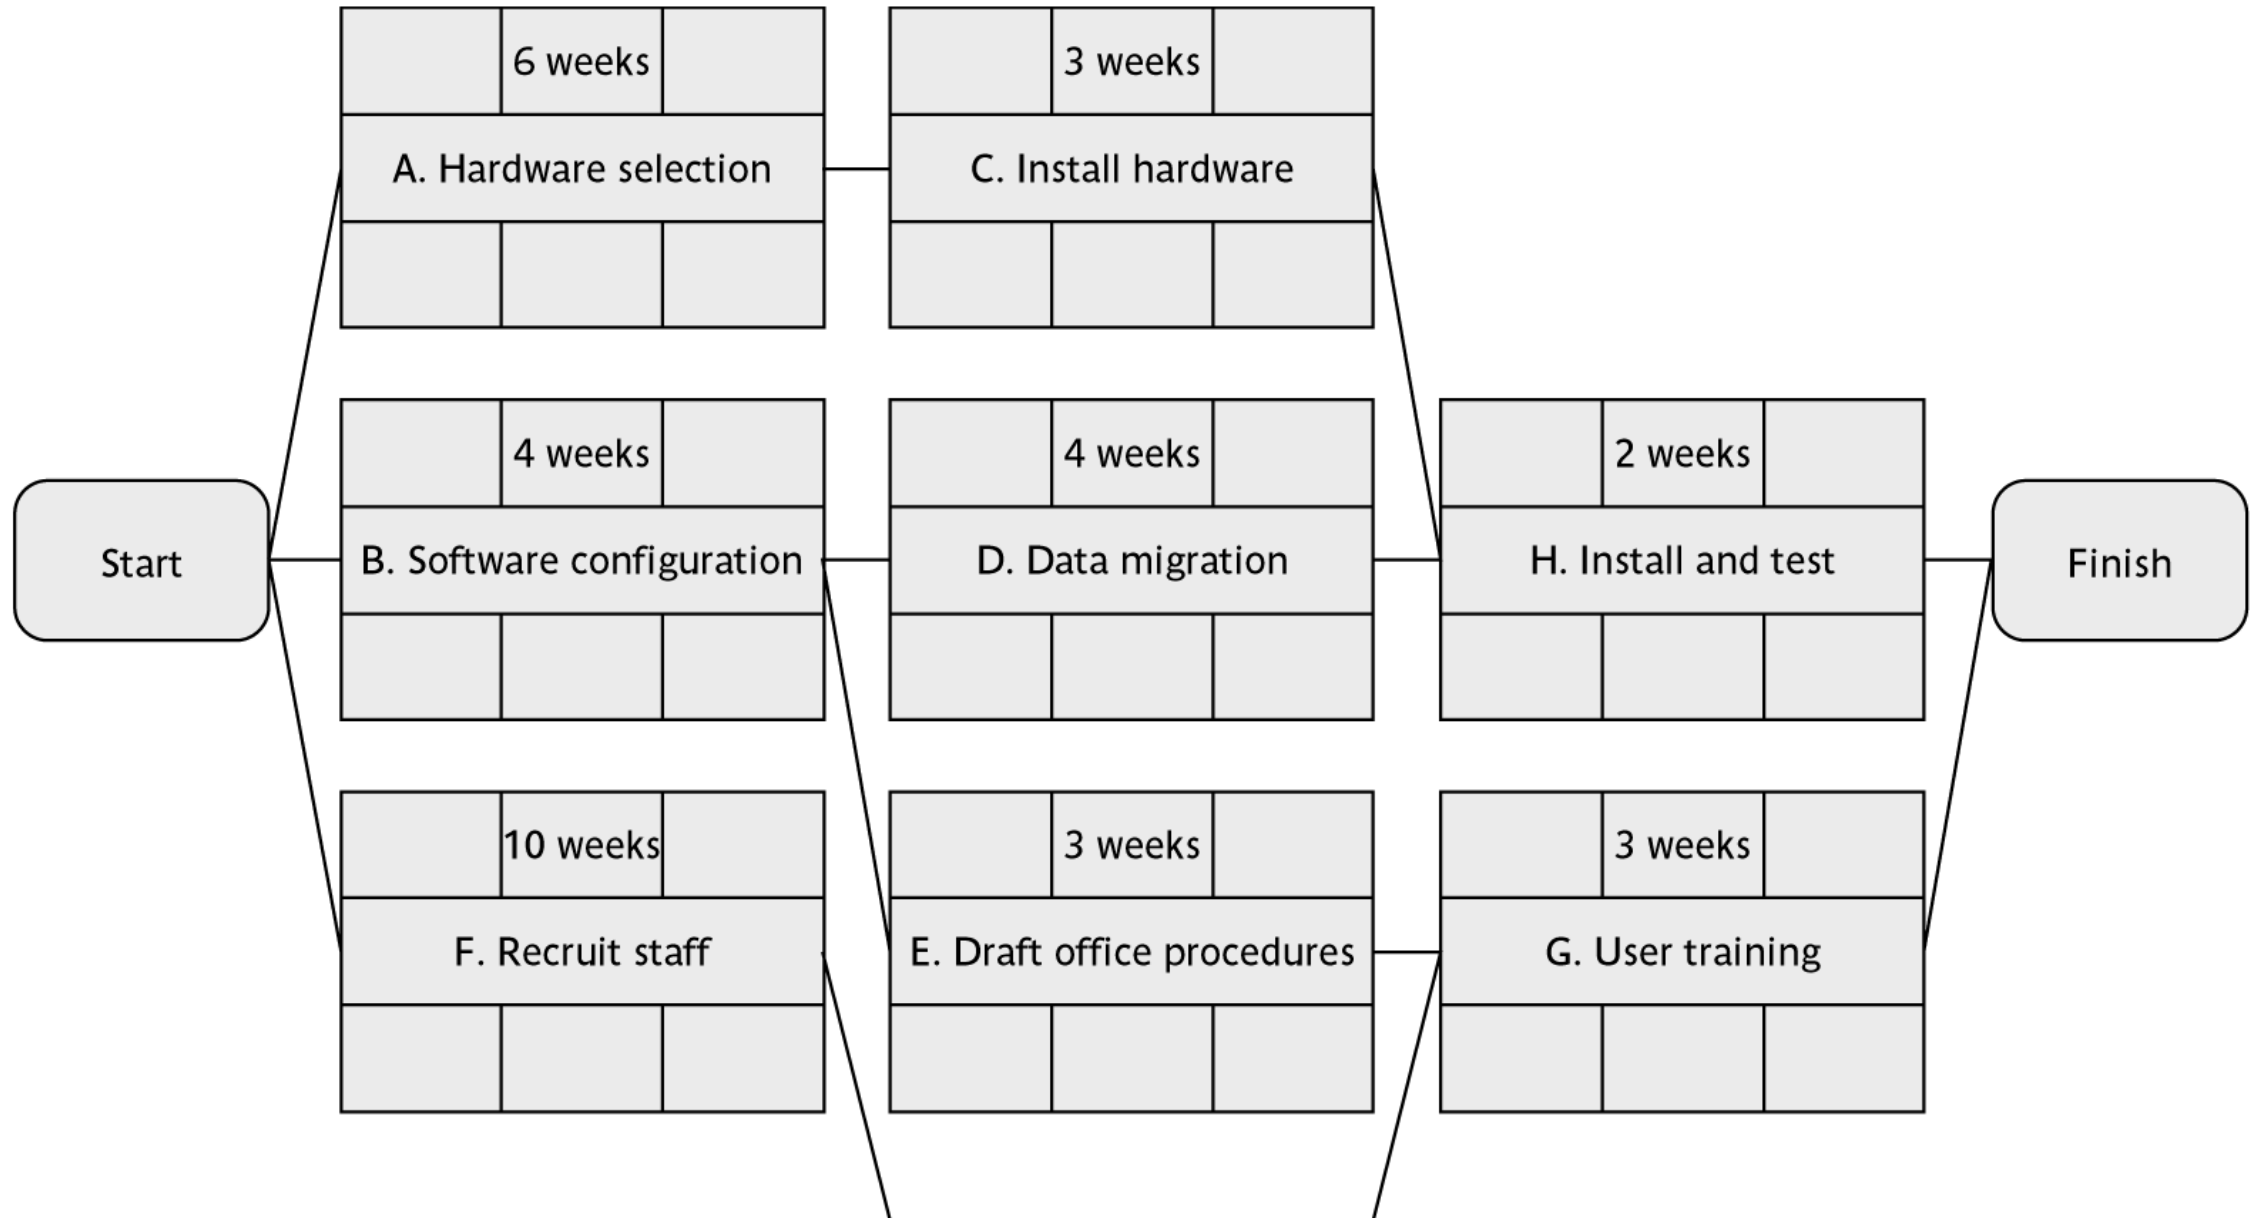 6 weeks
3 weeks
A. Hardware selection
C. Install hardware
4 weeks
4 weeks
2 weeks
Start
B. Software configuration
D. Data migration
H. Install and test
Finish
10 weeks
3 weeks
3 weeks
F. Recruit staff
E. Draft office procedures
G. User training